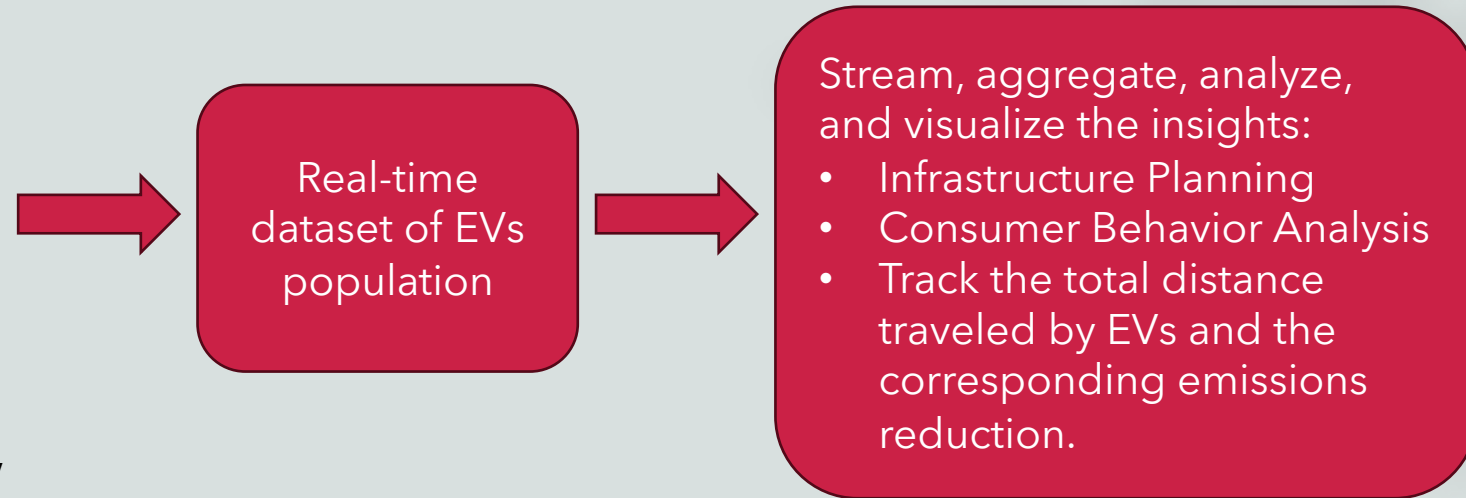 Real-time
dataset of EVs
population
Stream, aggregate, analyze,
and visualize the insights:
• Infrastructure Planning
• Consumer Behavior Analysis
• Track the total distance
traveled by EVs and the
corresponding emissions
reduction.